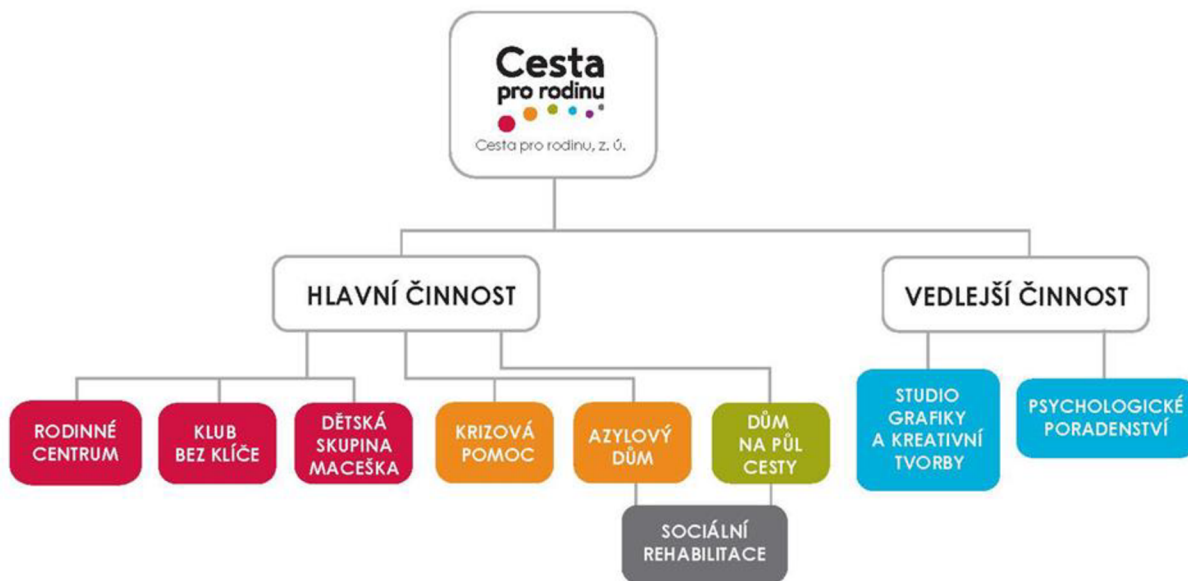 Cesta
pro rodinu
Cesta pro rodinu, z. ú.
HLAVNÍ ČINNOST
VEDLEJŠÍ ČINNOST
RODINNÉ
CENTRUM
KLUB
BEZ KLÍČE
DĚTSKÁ
SKUPINA
MACEŠKA
KRIZOVÁ
POMOC
AZYLOVÝ
DŮM
DŮM
NA PŮL
CESTY
STUDIO
GRAFIKY
A KREATIVNÍ
TVORBY
PSYCHOLOGICKÉ
PORADENSTVÍ
SOCIÁLNÍ
REHABILITACE